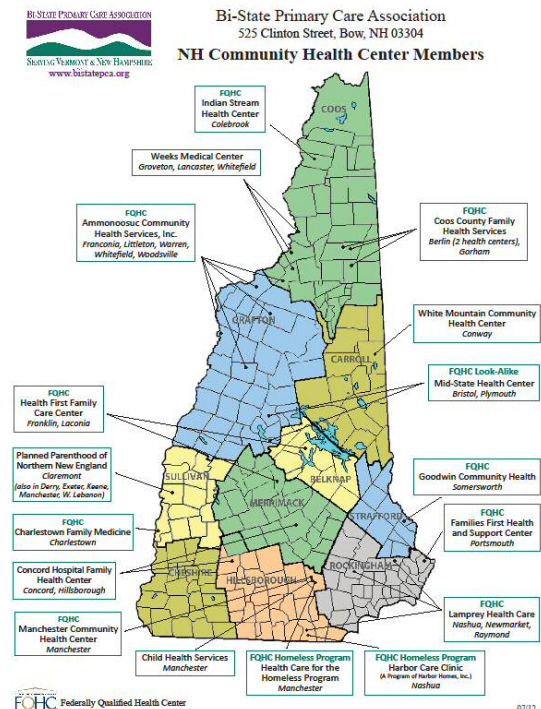 BI-STATE PRIMARY CARE ASSOCIATION
SERVING VERMONT & NEW HAMPSHIRE
www.bistatepca.org
Bi-State Primary Care Association
525 Clinton Street, Bow, NH 03304
NH Community Health Center Members
FQHC
Indian Stream
Health Center
Colebrook
Weeks Medical Center
Groveton, Lancaster, Whitefield
FQHC
Ammonoosuc Community
Health Services, Inc.
Franconia, Littleton, Warren,
Whitefield, Woodsville
FQHC
Coos County Family
Health Services
Berlin (2 health centers),
Gorham
White Mountain Community
Health Center
Conway
FQHC Look-Alike
Mid-State Health Center
Bristol, Plymouth
FQHC
Health First Family
Care Center
Franklin, Laconia
Planned Parenthood of
Northern New England
Claremont
(also in Derry, Exeter, Keene,
Manchester, W. Lebanon)
FQHC
Charlestown Family Medicine
Charlestown
Concord Hospital Family
Health Center
Concord, Hillsborough
FQHC
Manchester Community
Health Center
Manchester
FQHC
Goodwin Community Health
Somersworth
FQHC
Families First Health
and Support Center
Portsmouth
FQHC
Lamprey Health Care
Nashua, Newmarket,
Raymond
Child Health Services
Manchester
FQHC Homeless Program
Health Care for the
Homeless Program
Manchester
FQHC Homeless Program
Harbor Care Clinic
(A Program of Harbor Homes, Inc.)
Nashua
COOS
GRAFTON
CARROLL
SULLIVAN
BELKNAP
MERRIMACK
STRAFFORD
CHESHIRE
HILLSBOROUGH
ROCKINGHAM
FQHC Federally Qualified Health Center
07/12